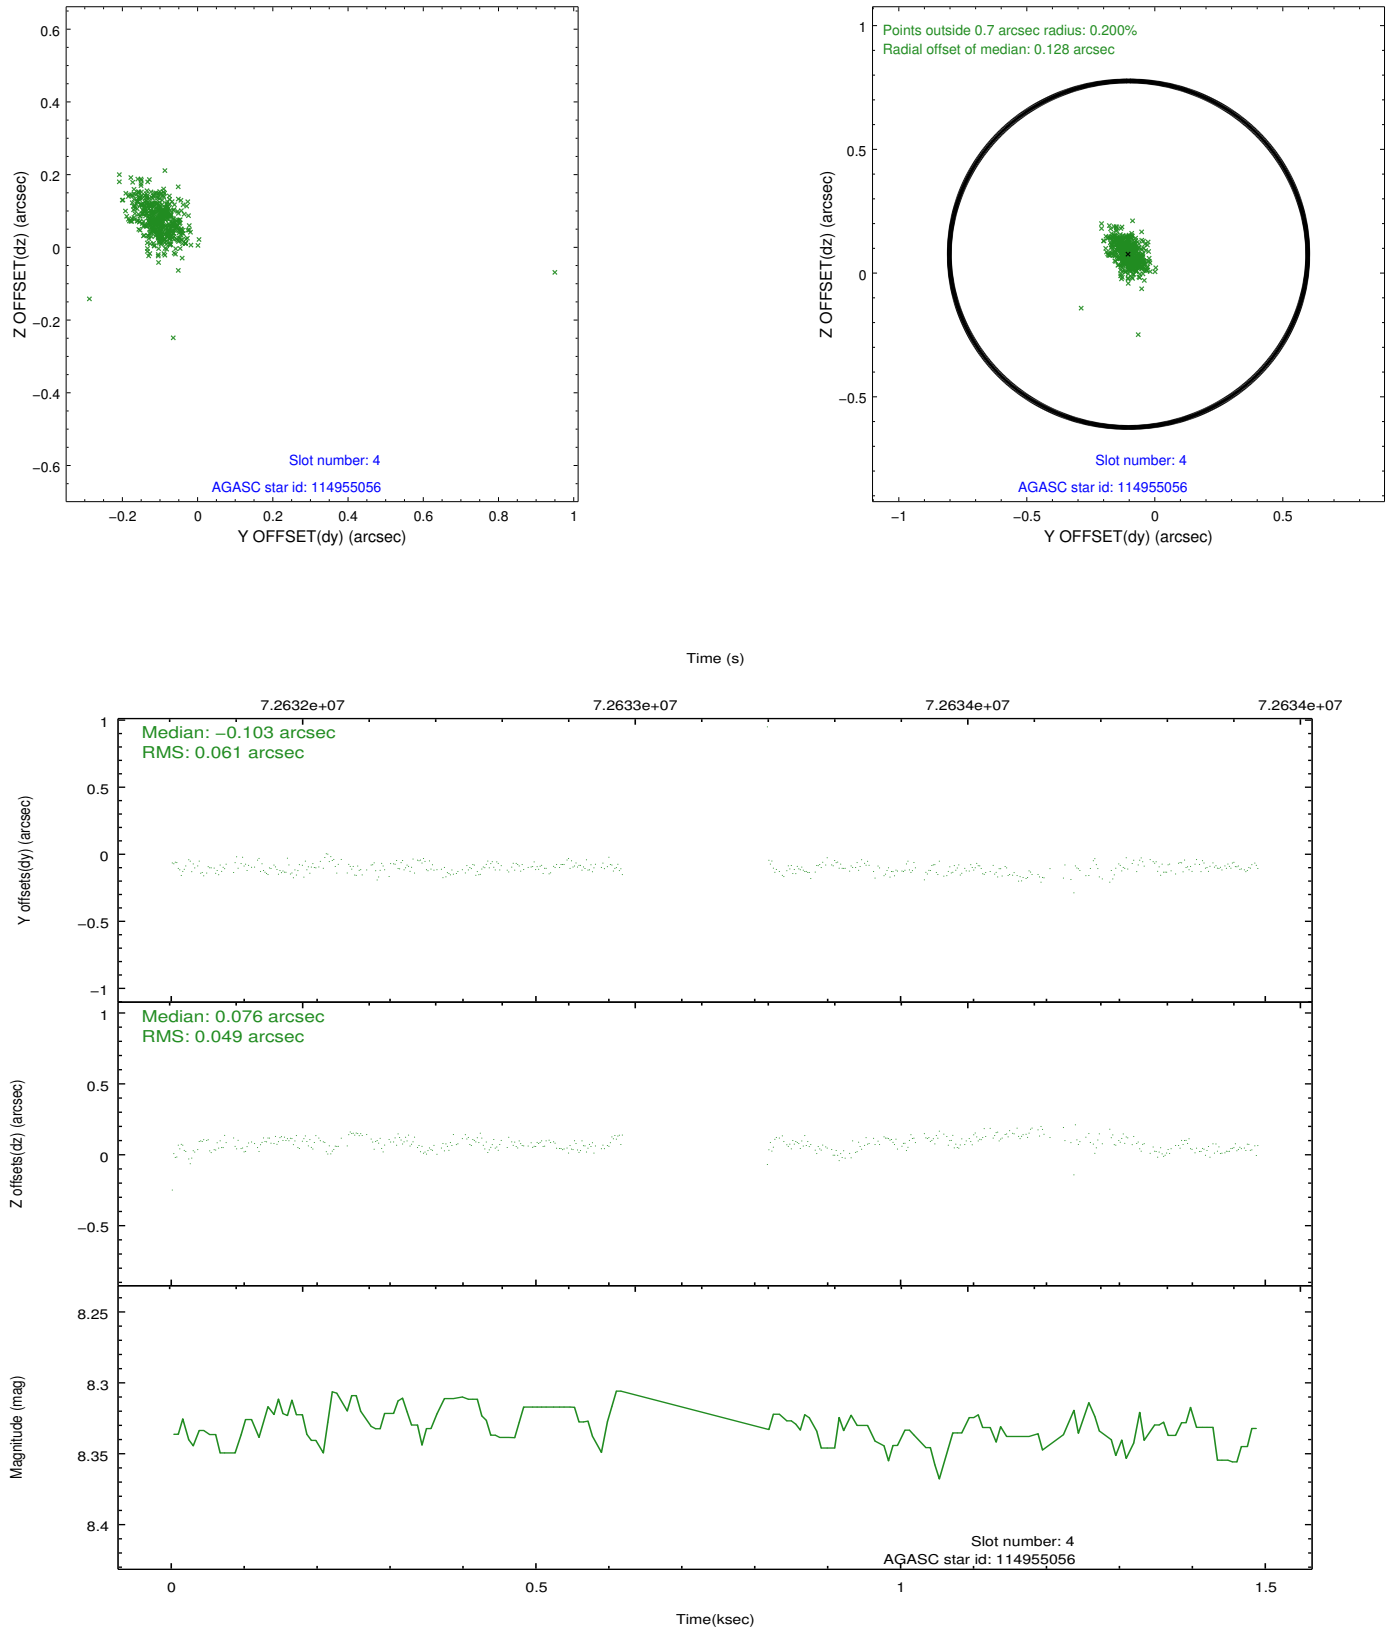 0.6
0.4
0.2
0
−0.2
−0.4
−0.6
Z OFFSET(dz) (arcsec)
Slot number: 4
AGASC star id: 114955056
−0.2 0 0.2 0.4 0.6 0.8 1
Y OFFSET(dy) (arcsec)
Points outside 0.7 arcsec radius: 0.200%
Radial offset of median: 0.128 arcsec
1
0.5
0
−0.5
Z OFFSET(dz) (arcsec)
Slot number: 4
AGASC star id: 114955056
−1 −0.5 0 0.5
Y OFFSET(dy) (arcsec)
Time (s)
7.2632e+07 7.2633e+07 7.2634e+07 7.2634e+07
Median: −0.103 arcsec
RMS: 0.061 arcsec
1
0.5
0
−0.5
−1
Y offsets(dy) (arcsec)
Median: 0.076 arcsec
RMS: 0.049 arcsec
1
0.5
0
−0.5
Z offsets(dz) (arcsec)
8.25
8.3
8.35
8.4
Magnitude (mag)
Slot number: 4
AGASC star id: 114955056
0 0.5 1 1.5
Time(ksec)